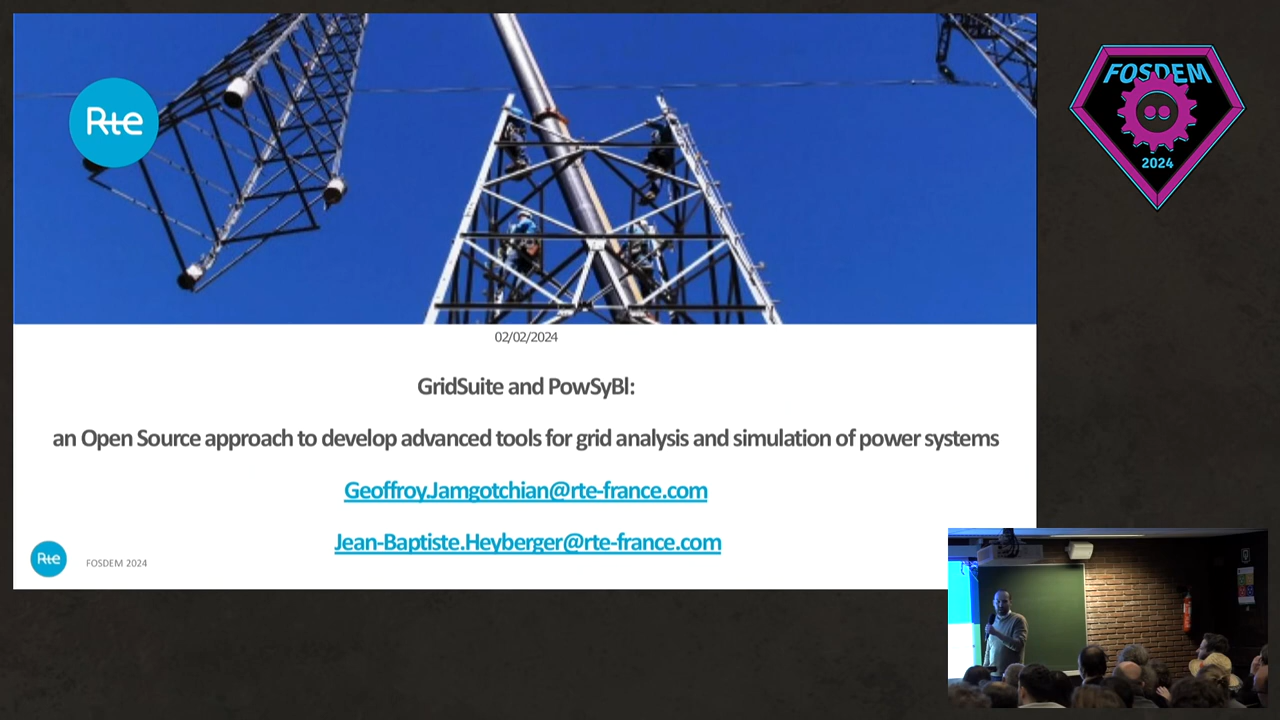 Rte
FOSDEM
2024
02/02/2024
GridSuite and PowSyBl:
an Open Source approach to develop advanced tools for grid analysis and simulation of power systems
Geoffroy.Jamgotchian@rte-france.com
Jean-Baptiste.Heyberger@rte-france.com
Rte
FOSDEM 2024